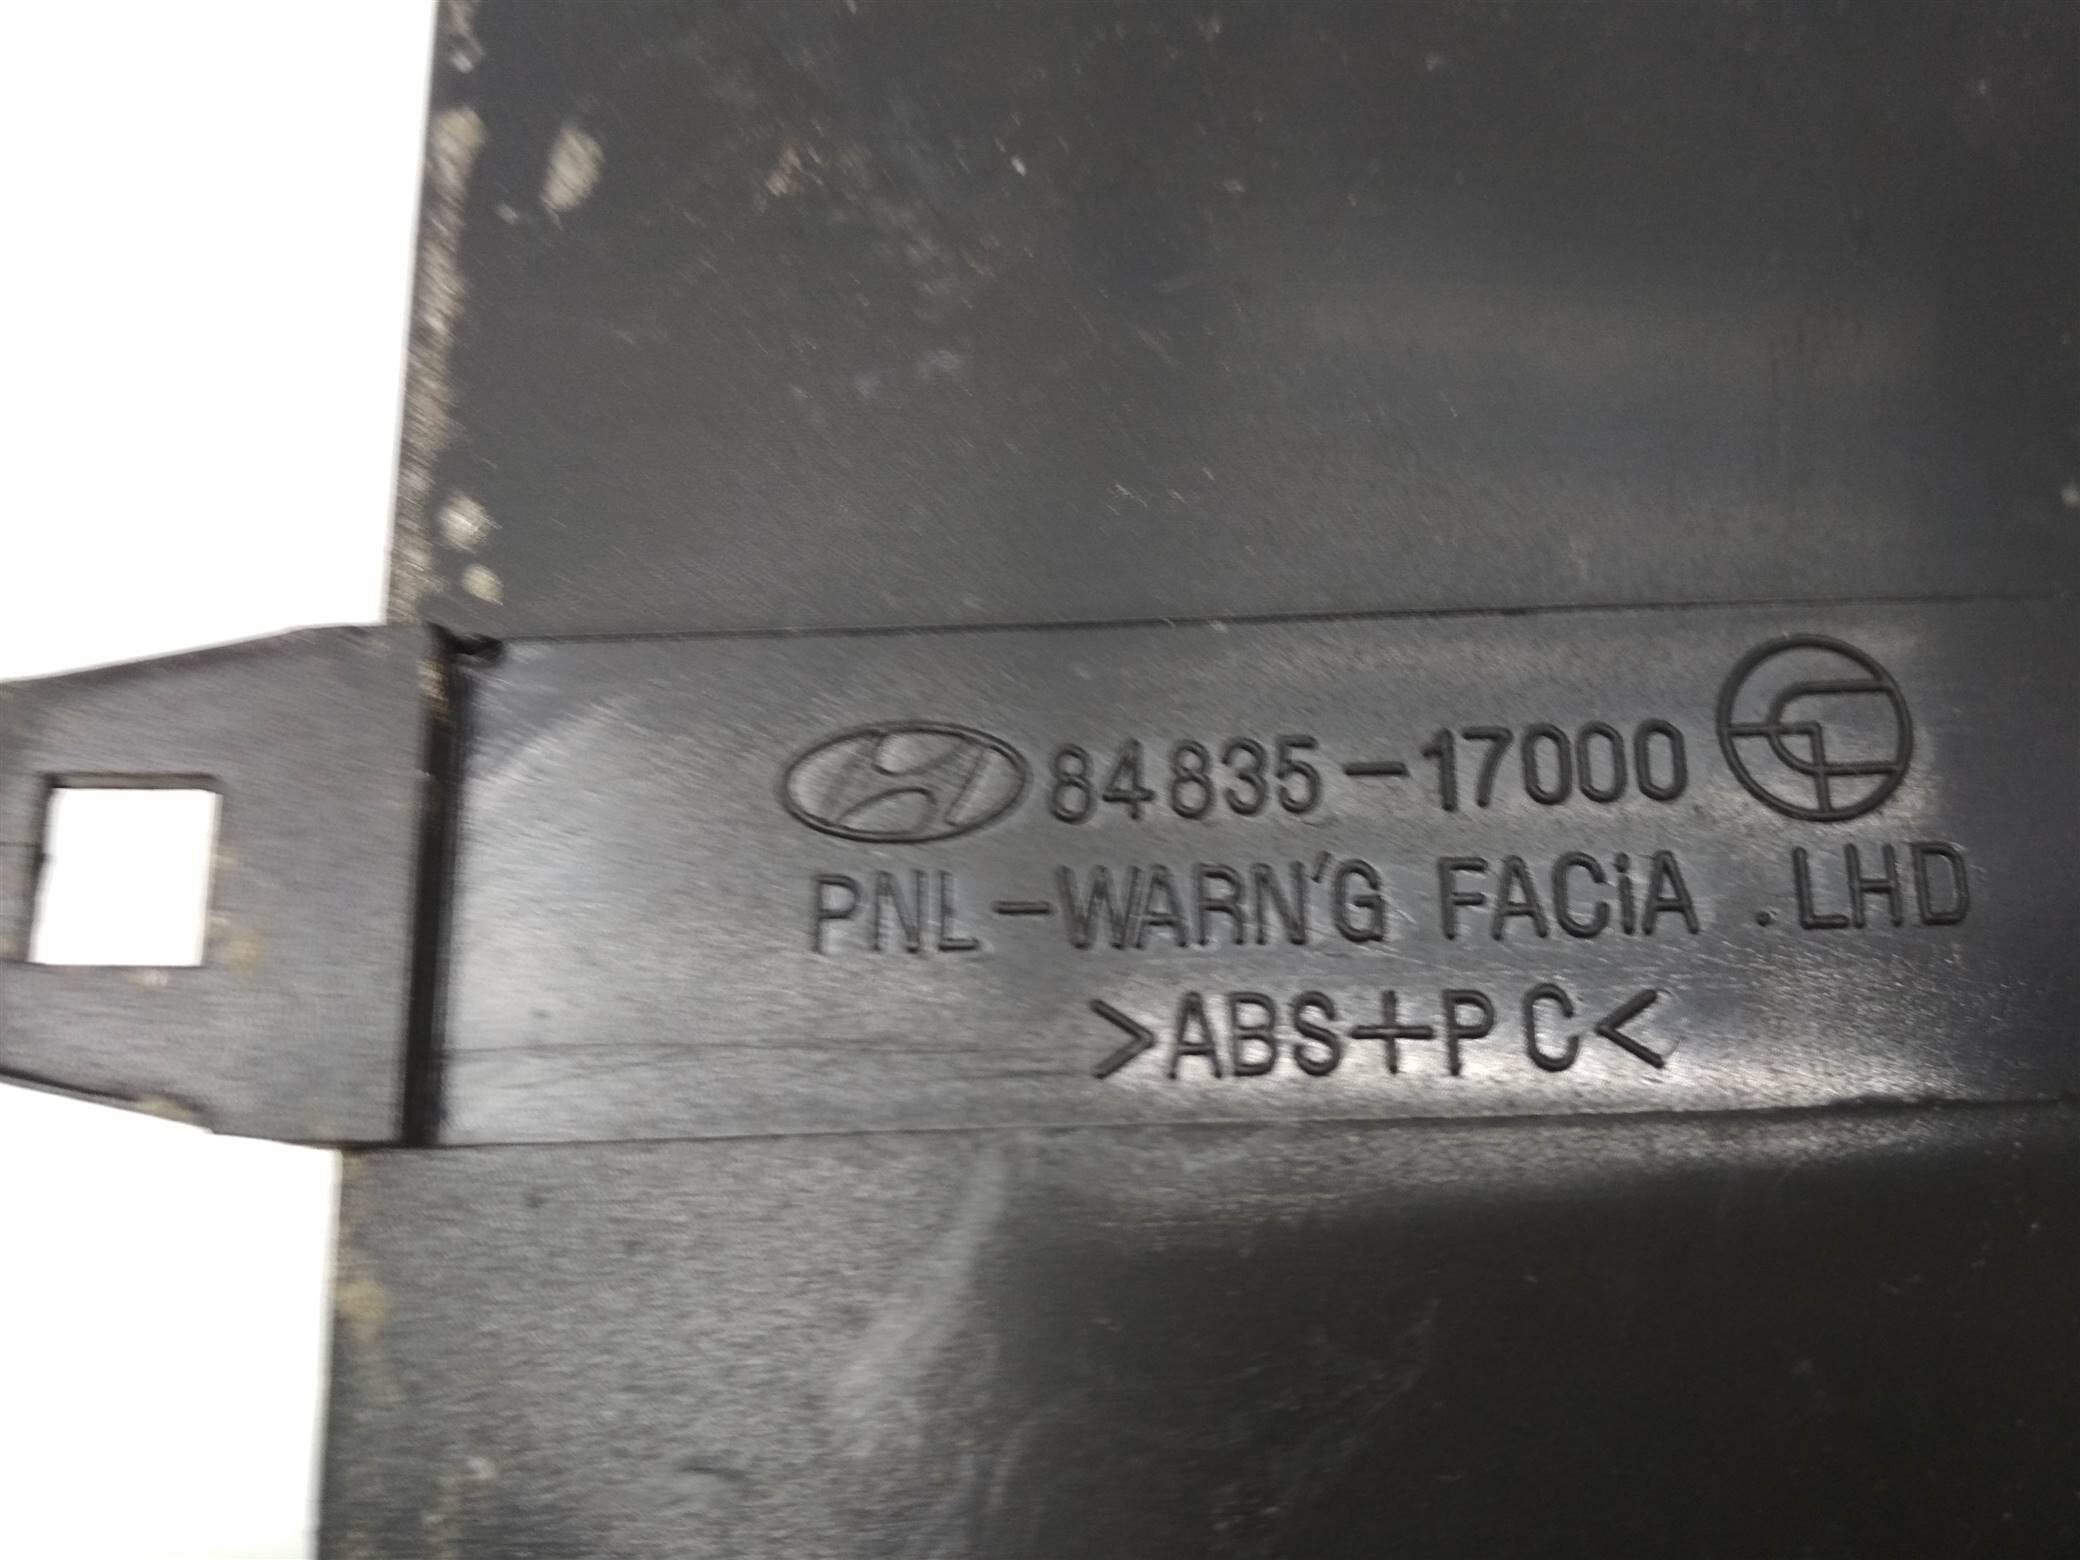 84835-17000
PNL-WARN'G FACiA .LHD
>ABS+PC<